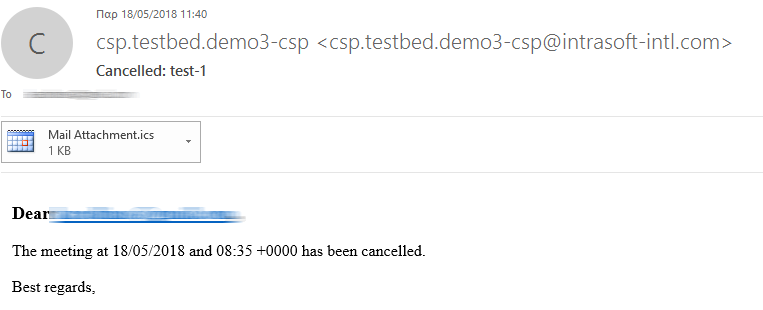 Παρ 18/05/2018 11:40
C
csp.testbed.demo3-csp <csp.testbed.demo3-csp@intrasoft-intl.com>
Cancelled: test-1
To
Mail Attachment.ics
1 KB
Dear
The meeting at 18/05/2018 and 08:35 +0000 has been cancelled.
Best regards,